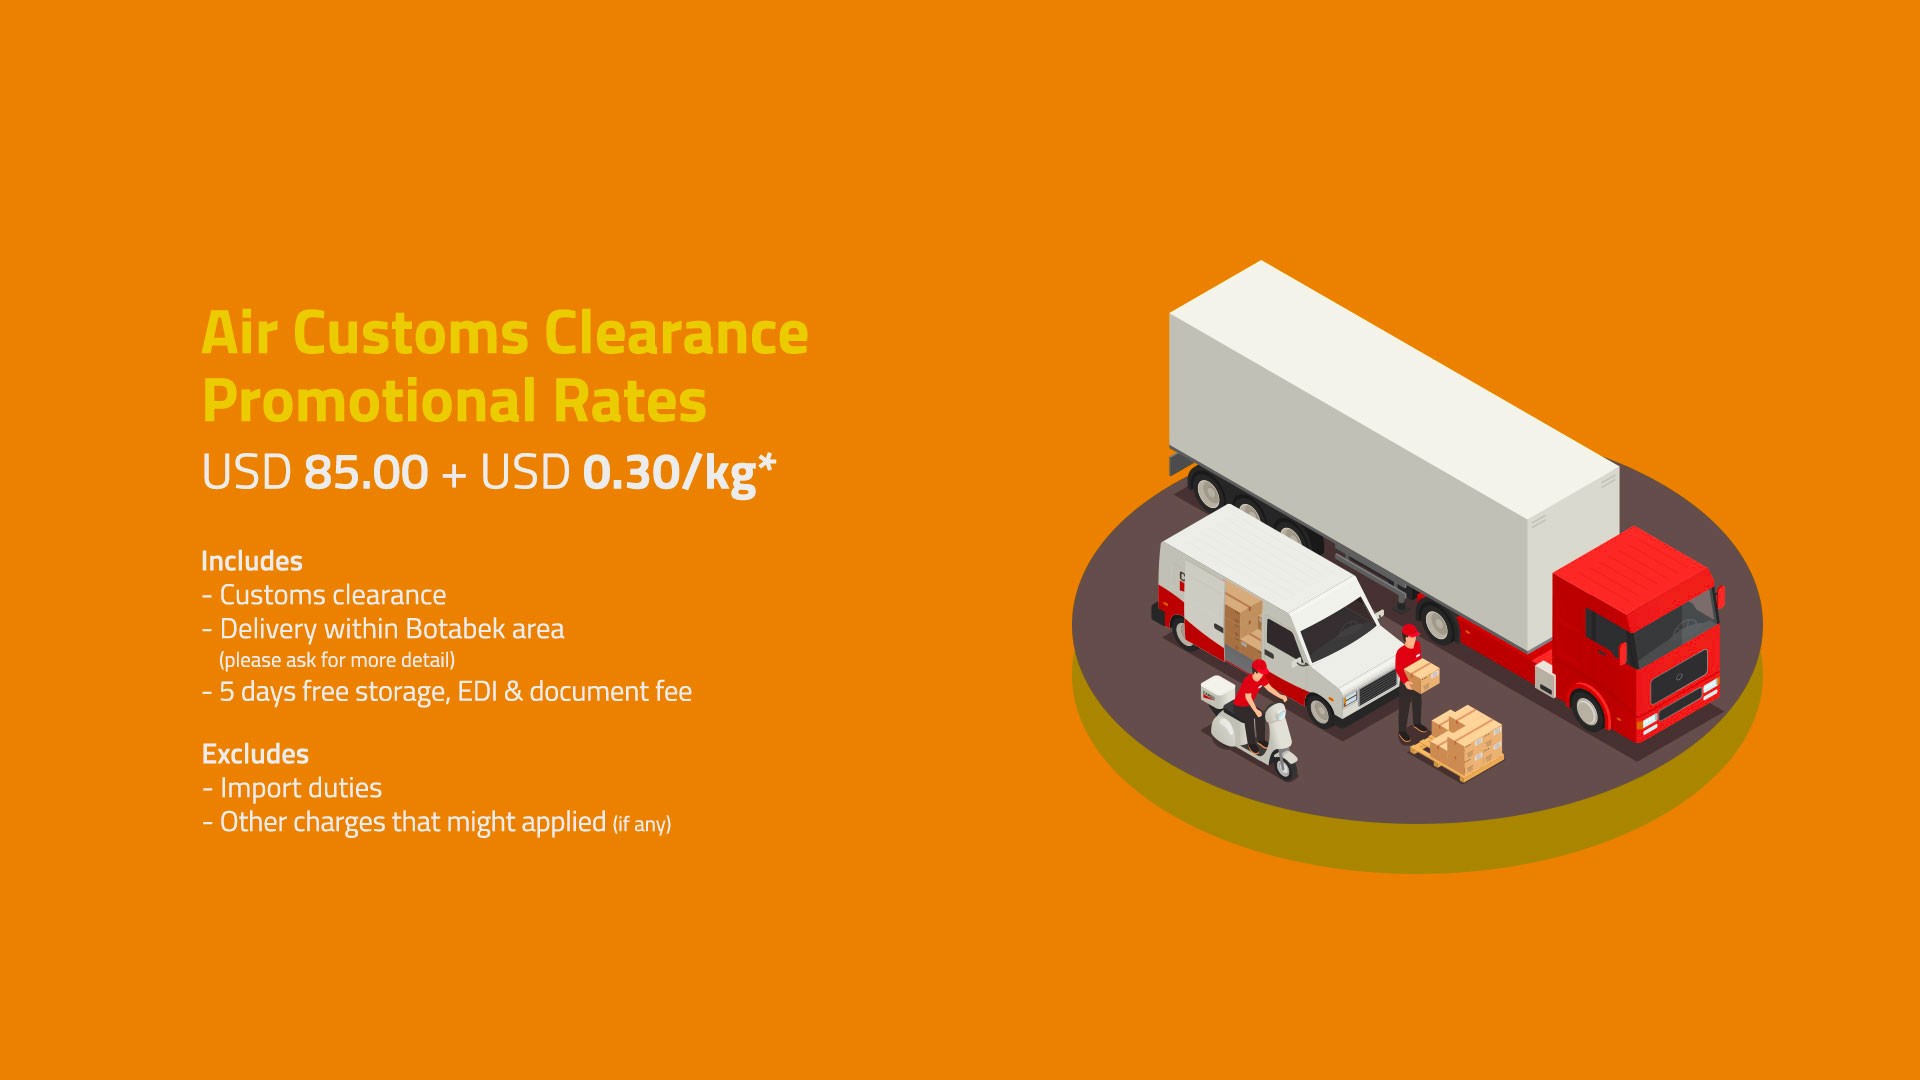 Air Customs Clearance
Promotional Rates
USD 85.00 + USD 0.30/kg*
Includes
- Customs clearance
- Delivery within Botabek area
(please ask for more detail)
- 5 days free storage, EDI & document fee
Excludes
- Import duties
- Other charges that might applied (if any)